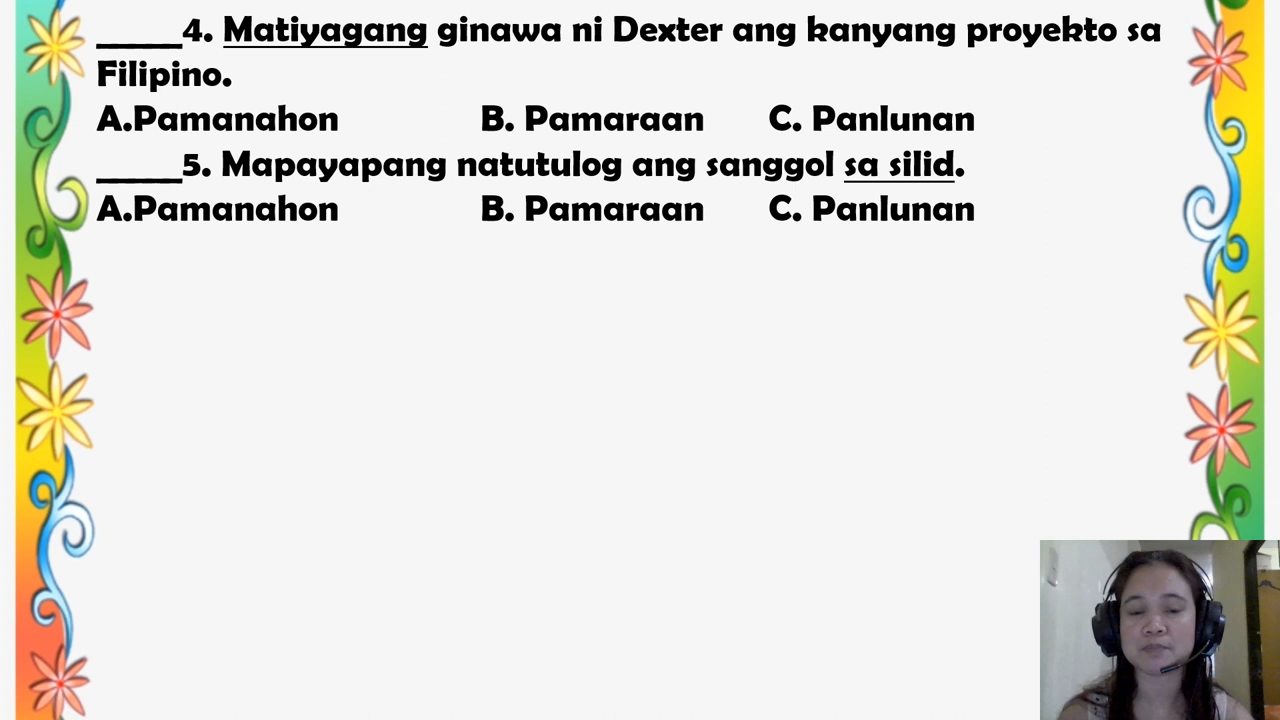 _____4. Matiyagang ginawa ni Dexter ang kanyang proyekto sa
Filipino.
A.Pamanahon B. Pamaraan C. Panlunan
_____5. Mapayapang natutulog ang sanggol sa silid.
A.Pamanahon B. Pamaraan C. Panlunan